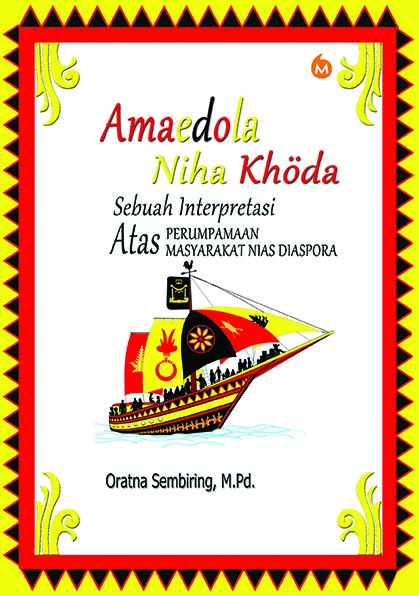 M
Amaedola
Niha Khöda
Sebuah Interpretasi
Atas PERUMPAMAAN
MASYARAKAT NIAS DIASPORA
Oratna Sembiring, M.Pd.